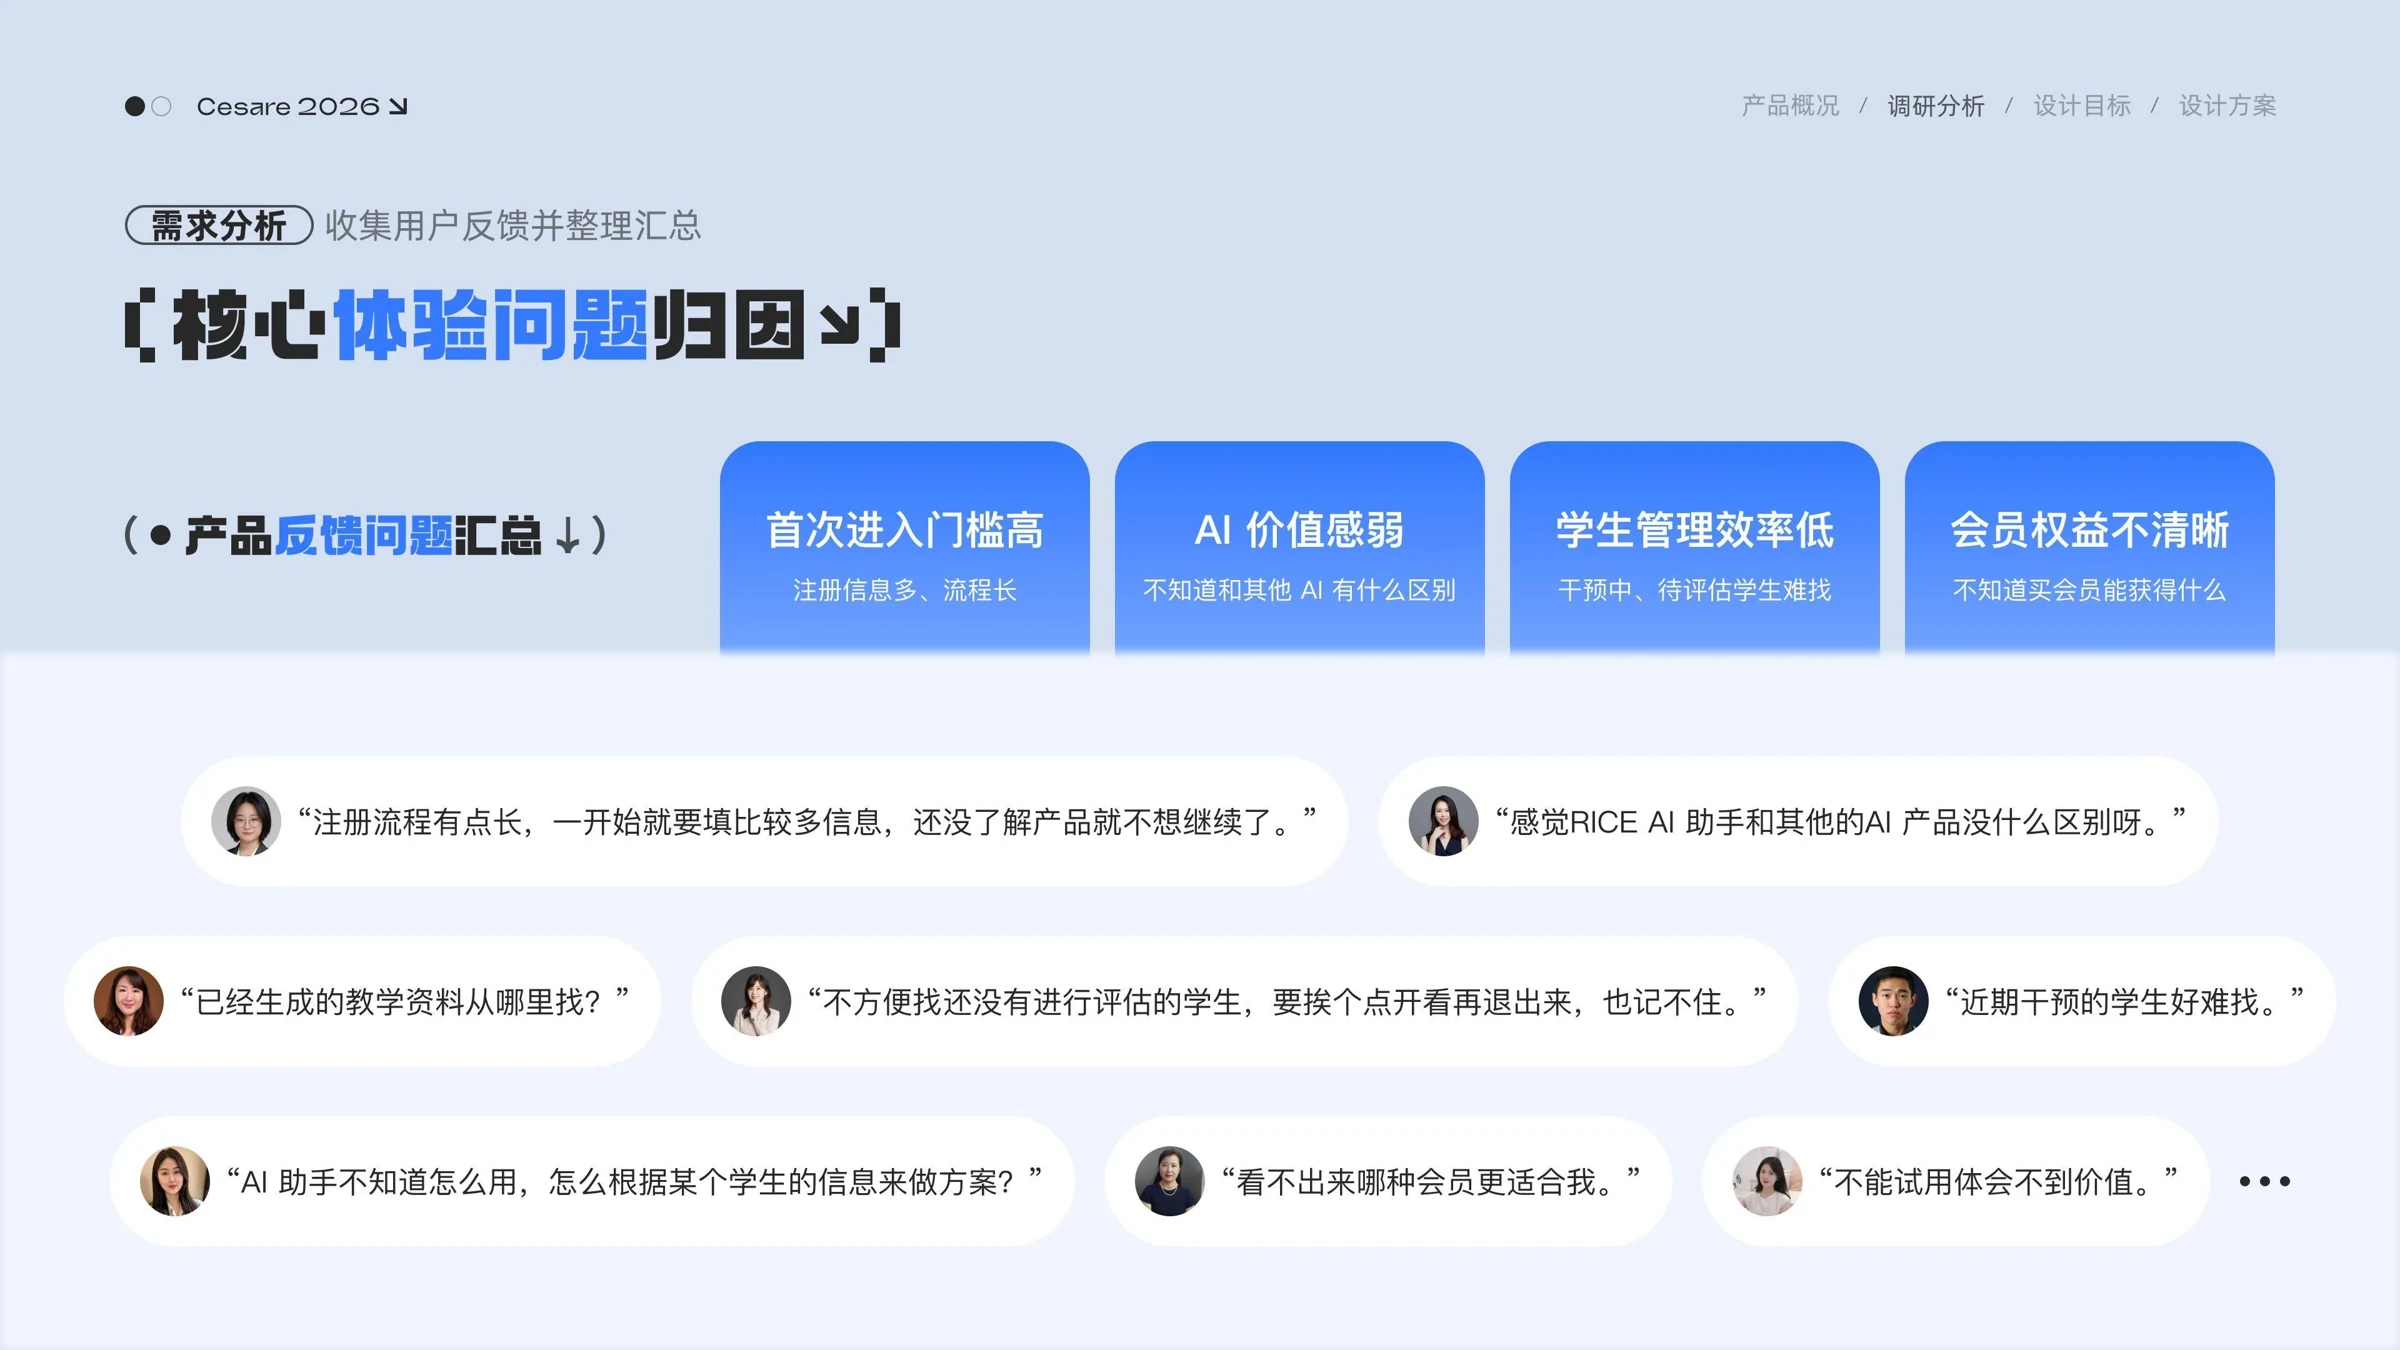 Cesare 2026 ↘
产品概况 / 调研分析 / 设计目标 / 设计方案
需求分析 收集用户反馈并整理汇总
[核心体验问题归因↘]
(•产品反馈问题汇总↓)
首次进入门槛高
注册信息多、流程长
AI 价值感弱
不知道和其他 AI 有什么区别
学生管理效率低
干预中、待评估学生难找
会员权益不清晰
不知道买会员能获得什么
“注册流程有点长，一开始就要填比较多信息，还没了解产品就不想继续了。”
“感觉RICE AI 助手和其他的AI 产品没什么区别呀。”
“已经生成的教学资料从哪里找？”
“不方便找还没有进行评估的学生，要挨个点开看再退出来，也记不住。”
“近期干预的学生好难找。”
“AI 助手不知道怎么用，怎么根据某个学生的信息来做方案？”
“看不出来哪种会员更适合我。”
“不能试用体会不到价值。”
•••